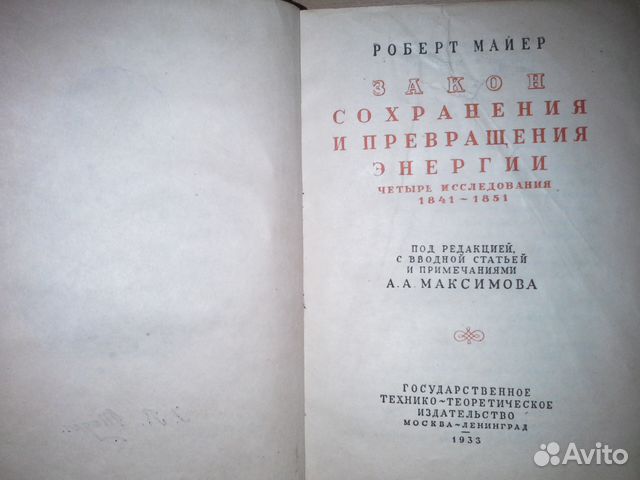 РОБЕРТ МАЙЕР
ЗАКОН
СОХРАНЕНИЯ
И ПРЕВРАЩЕНИЯ
ЭНЕРГИИ
ЧЕТЫРЕ ИССЛЕДОВАНИЯ
1841~1851
ПОД РЕДАКЦИЕЙ,
С ВВОДНОЙ СТАТЬЕЙ
И ПРИМЕЧАНИЯМИ
А.А.МАКСИМОВА
ГОСУДАРСТВЕННОЕ
ТЕХНИКО~ТЕОРЕТИЧЕСКОЕ
ИЗДАТЕЛЬСТВО
МОСКВА~ЛЕНИНГРАД
1933
Avito